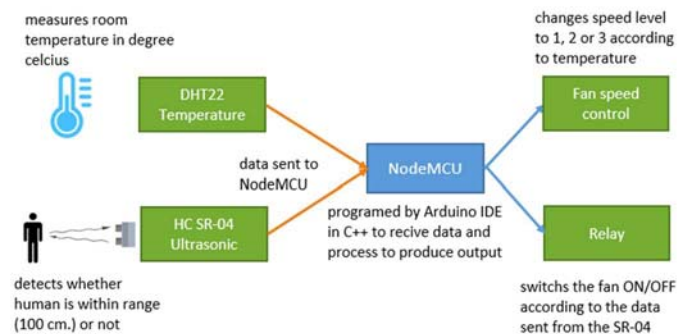 measures room
temperature in degree
celcius
DHT22
Temperature
data sent to
NodeMCU
HC SR-04
Ultrasonic
detects whether
human is within range
(100 cm.) or not
NodeMCU
programed by Arduino IDE
in C++ to recive data and
process to produce output
changes speed level
to 1, 2 or 3 according
to temperature
Fan speed
control
Relay
switchs the fan ON/OFF
according to the data
sent from the SR-04